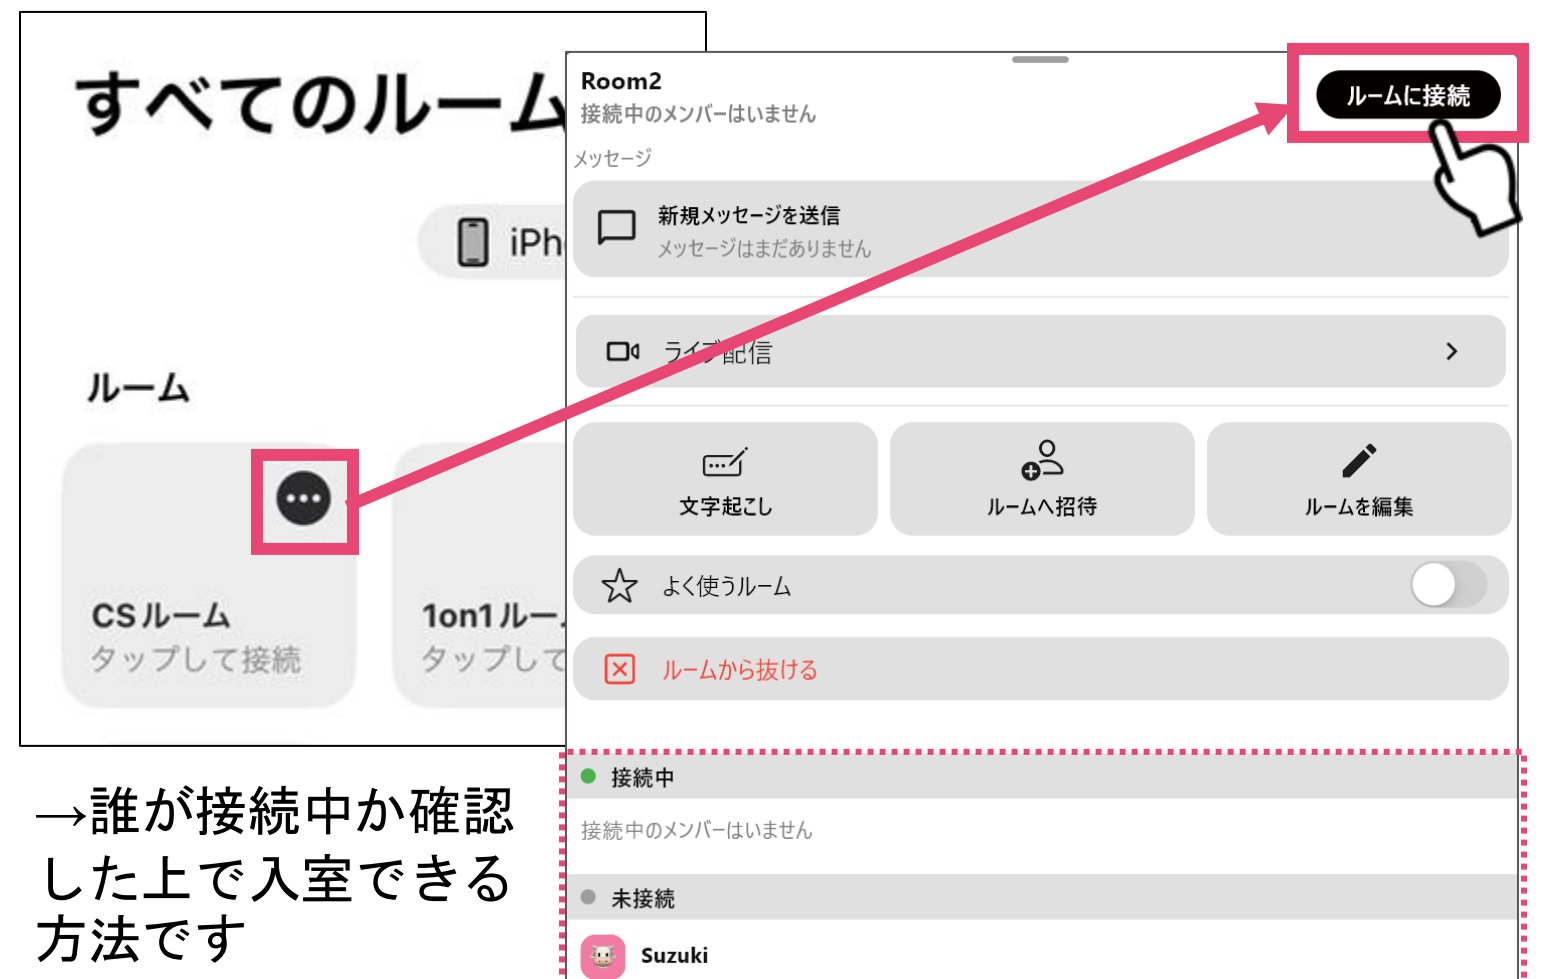 すべてのルーム
iPh
ルーム
CSルーム
タップして接続
1on1ルー
タップして
→誰が接続中か確認
した上で入室できる
方法です
Room2
接続中のメンバーはいません
ルームに接続
メッセージ
新規メッセージを送信
メッセージはまだありません
ライブ配信
文字起こし
ルームへ招待
ルームを編集
よく使うルーム
ルームから抜ける
接続中
接続中のメンバーはいません
未接続
Suzuki